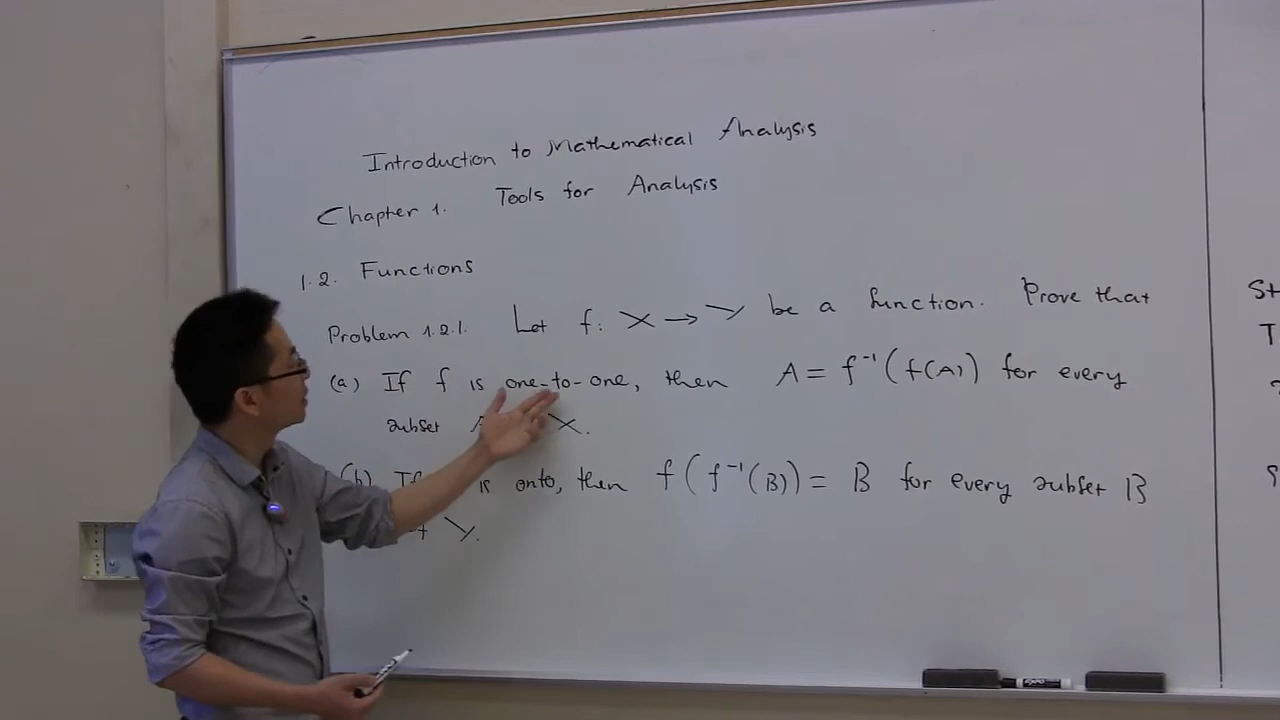 Introduction to Mathematical Analysis
Chapter 1. Tools for Analysis
1.2. Functions
Problem 1.2.1. Let f: X → Y be a function. Prove that
(a) If f is one-to-one, then A = f⁻¹(f(A)) for every
subset A X.
(b) If is onto, then f(f⁻¹(B)) = B for every subset B
Y.